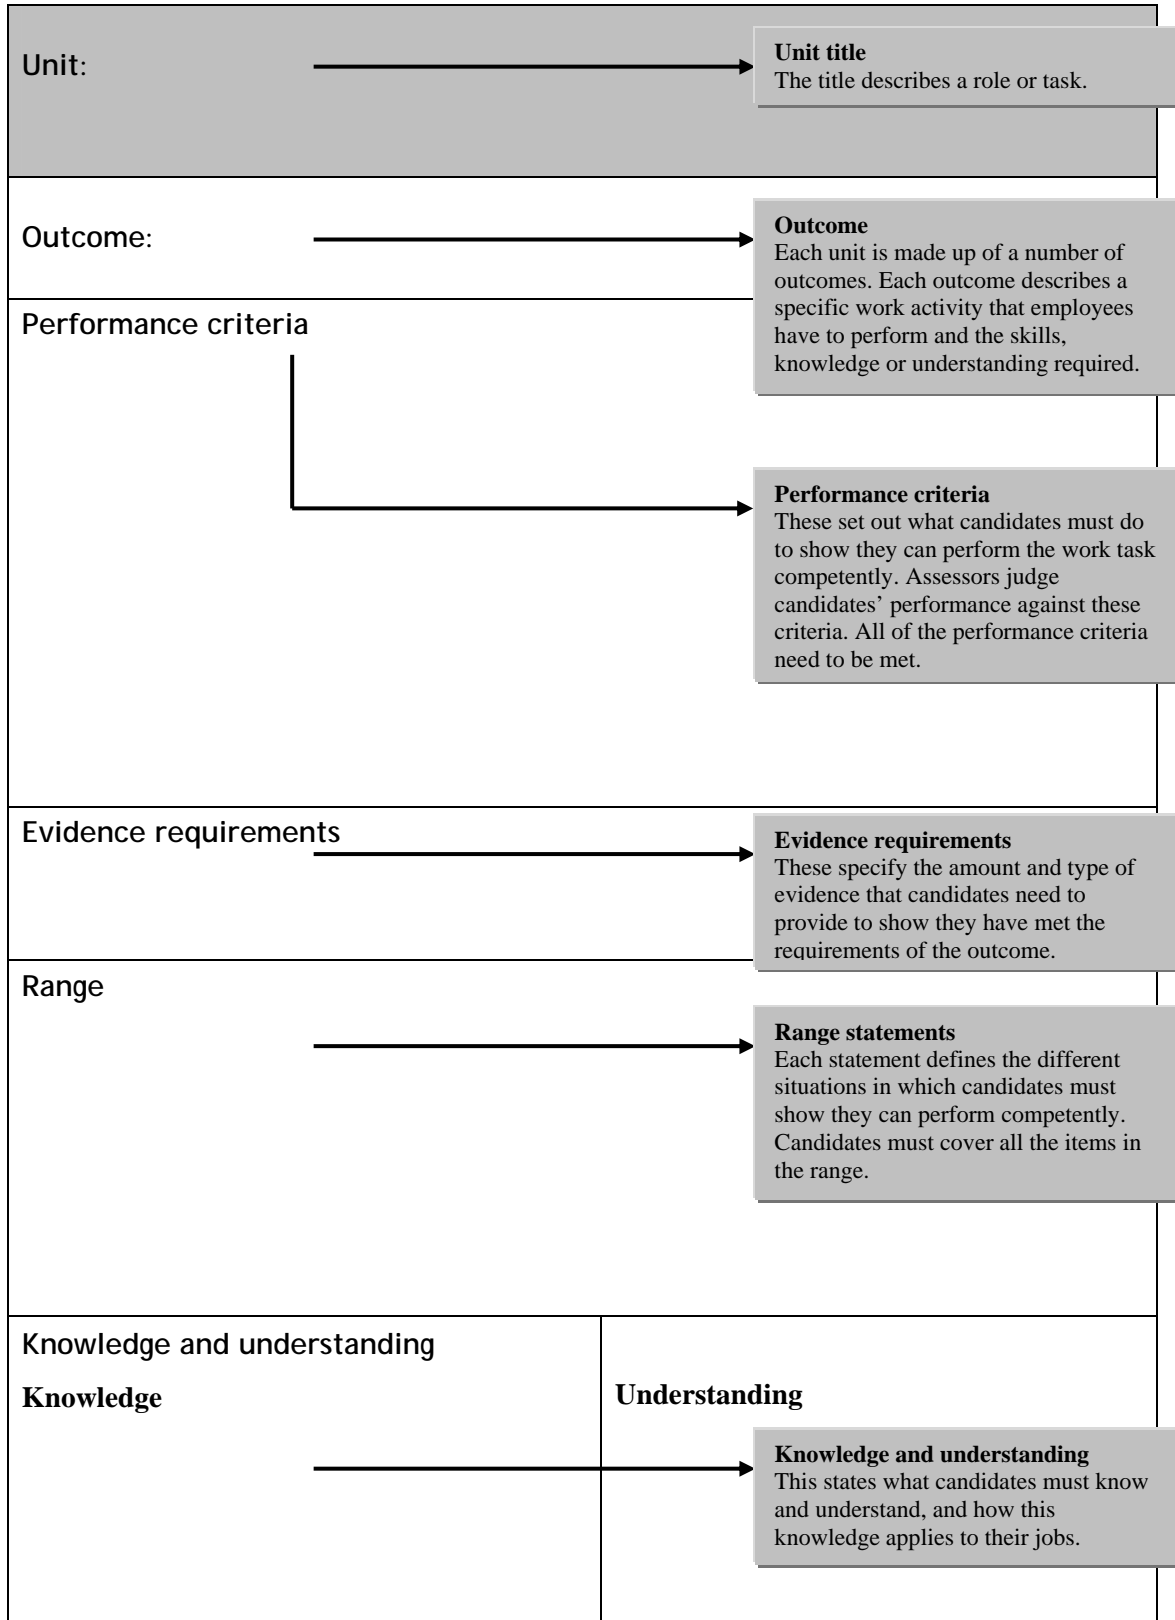 Unit:
Unit title
The title describes a role or task.
Outcome:
Outcome
Each unit is made up of a number of
outcomes. Each outcome describes a
specific work activity that employees
have to perform and the skills,
knowledge or understanding required.
Performance criteria
Performance criteria
These set out what candidates must do
to show they can perform the work task
competently. Assessors judge
candidates’ performance against these
criteria. All of the performance criteria
need to be met.
Evidence requirements
Evidence requirements
These specify the amount and type of
evidence that candidates need to
provide to show they have met the
requirements of the outcome.
Range
Range statements
Each statement defines the different
situations in which candidates must
show they can perform competently.
Candidates must cover all the items in
the range.
Knowledge and understanding
Knowledge
Understanding
Knowledge and understanding
This states what candidates must know
and understand, and how this
knowledge applies to their jobs.